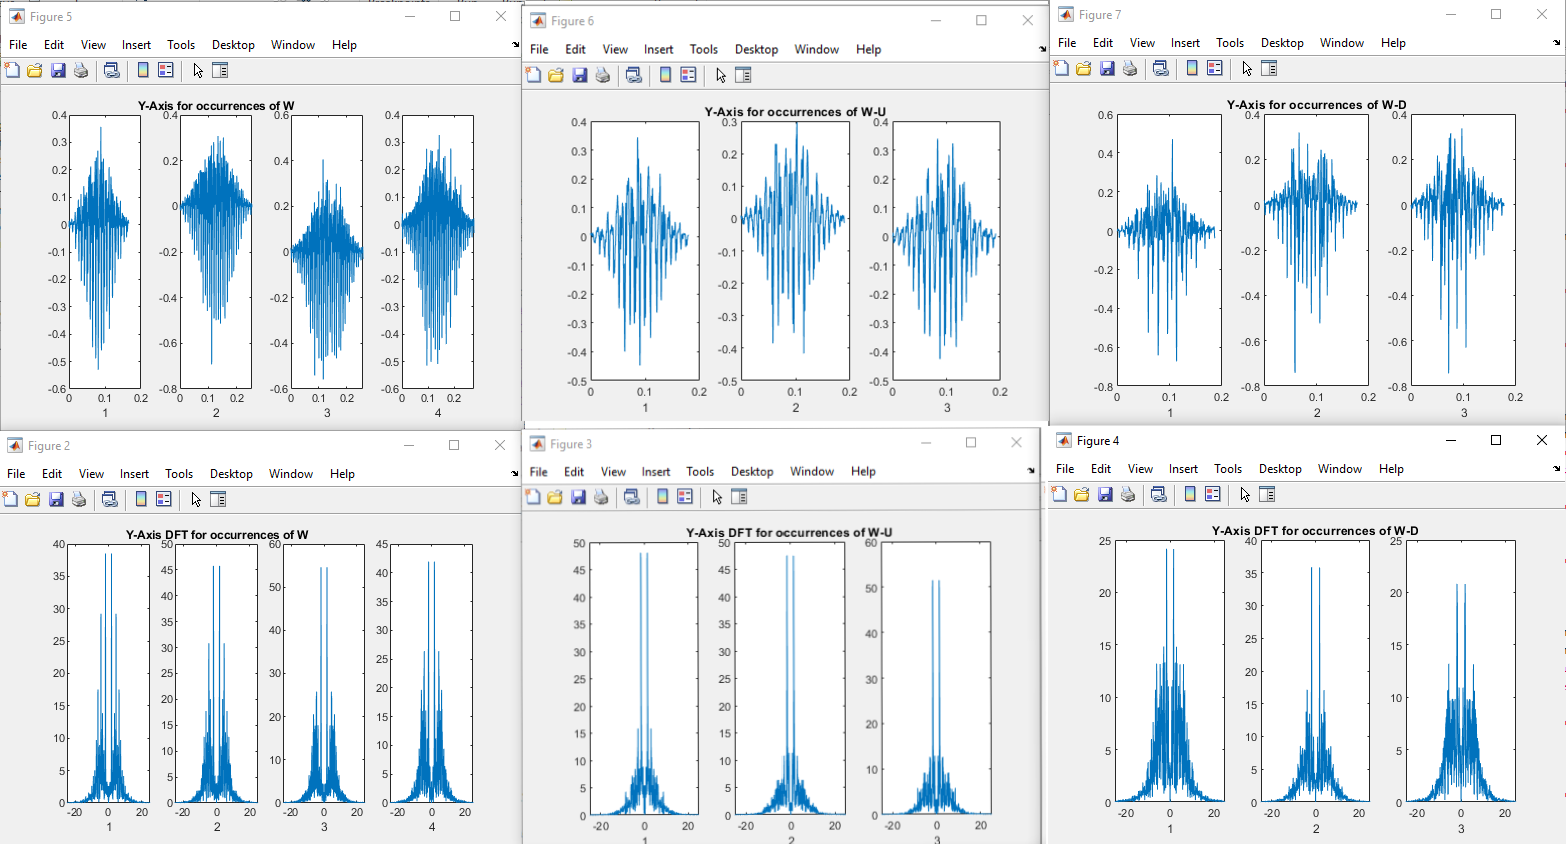 Figure 5
File Edit View Insert Tools Desktop Window Help
Y-Axis for occurrences of W
0.4 0.3 0.2 0.1 0 -0.1 -0.2 -0.3 -0.4 -0.5 -0.6
0 0.1 0.2
1
0.4 0.2 0 -0.2 -0.4 -0.6 -0.8
0 0.1 0.2
2
0.6 0.4 0.2 0 -0.2 -0.4 -0.6
0 0.1 0.2
3
0.4 0.3 0.2 0.1 0 -0.1 -0.2 -0.3 -0.4 -0.5 -0.6
0 0.1 0.2
4
Figure 6
File Edit View Insert Tools Desktop Window Help
Y-Axis for occurrences of W-U
0.4 0.3 0.2 0.1 0 -0.1 -0.2 -0.3 -0.4 -0.5
0 0.1 0.2
1
0.3 0.2 0.1 0 -0.1 -0.2 -0.3 -0.4 -0.5
0 0.1 0.2
2
0.4 0.3 0.2 0.1 0 -0.1 -0.2 -0.3 -0.4 -0.5
0 0.1 0.2
3
Figure 7
File Edit View Insert Tools Desktop Window Help
Y-Axis for occurrences of W-D
0.6 0.4 0.2 0 -0.2 -0.4 -0.6 -0.8
0 0.1 0.2
1
0.4 0.2 0 -0.2 -0.4 -0.6 -0.8
0 0.1 0.2
2
0.4 0.2 0 -0.2 -0.4 -0.6 -0.8
0 0.1 0.2
3
Figure 2
File Edit View Insert Tools Desktop Window Help
Y-Axis DFT for occurrences of W
40 35 30 25 20 15 10 5 0
-20 0 20
1
50 45 40 35 30 25 20 15 10 5 0
-20 0 20
2
60 50 40 30 20 10 0
-20 0 20
3
45 40 35 30 25 20 15 10 5 0
-20 0 20
4
Figure 3
File Edit View Insert Tools Desktop Window Help
Y-Axis DFT for occurrences of W-U
50 45 40 35 30 25 20 15 10 5 0
-20 0 20
1
50 45 40 35 30 25 20 15 10 5 0
-20 0 20
2
60 50 40 30 20 10 0
-20 0 20
3
Figure 4
File Edit View Insert Tools Desktop Window Help
Y-Axis DFT for occurrences of W-D
25 20 15 10 5 0
-20 0 20
1
40 35 30 25 20 15 10 5 0
-20 0 20
2
25 20 15 10 5 0
-20 0 20
3